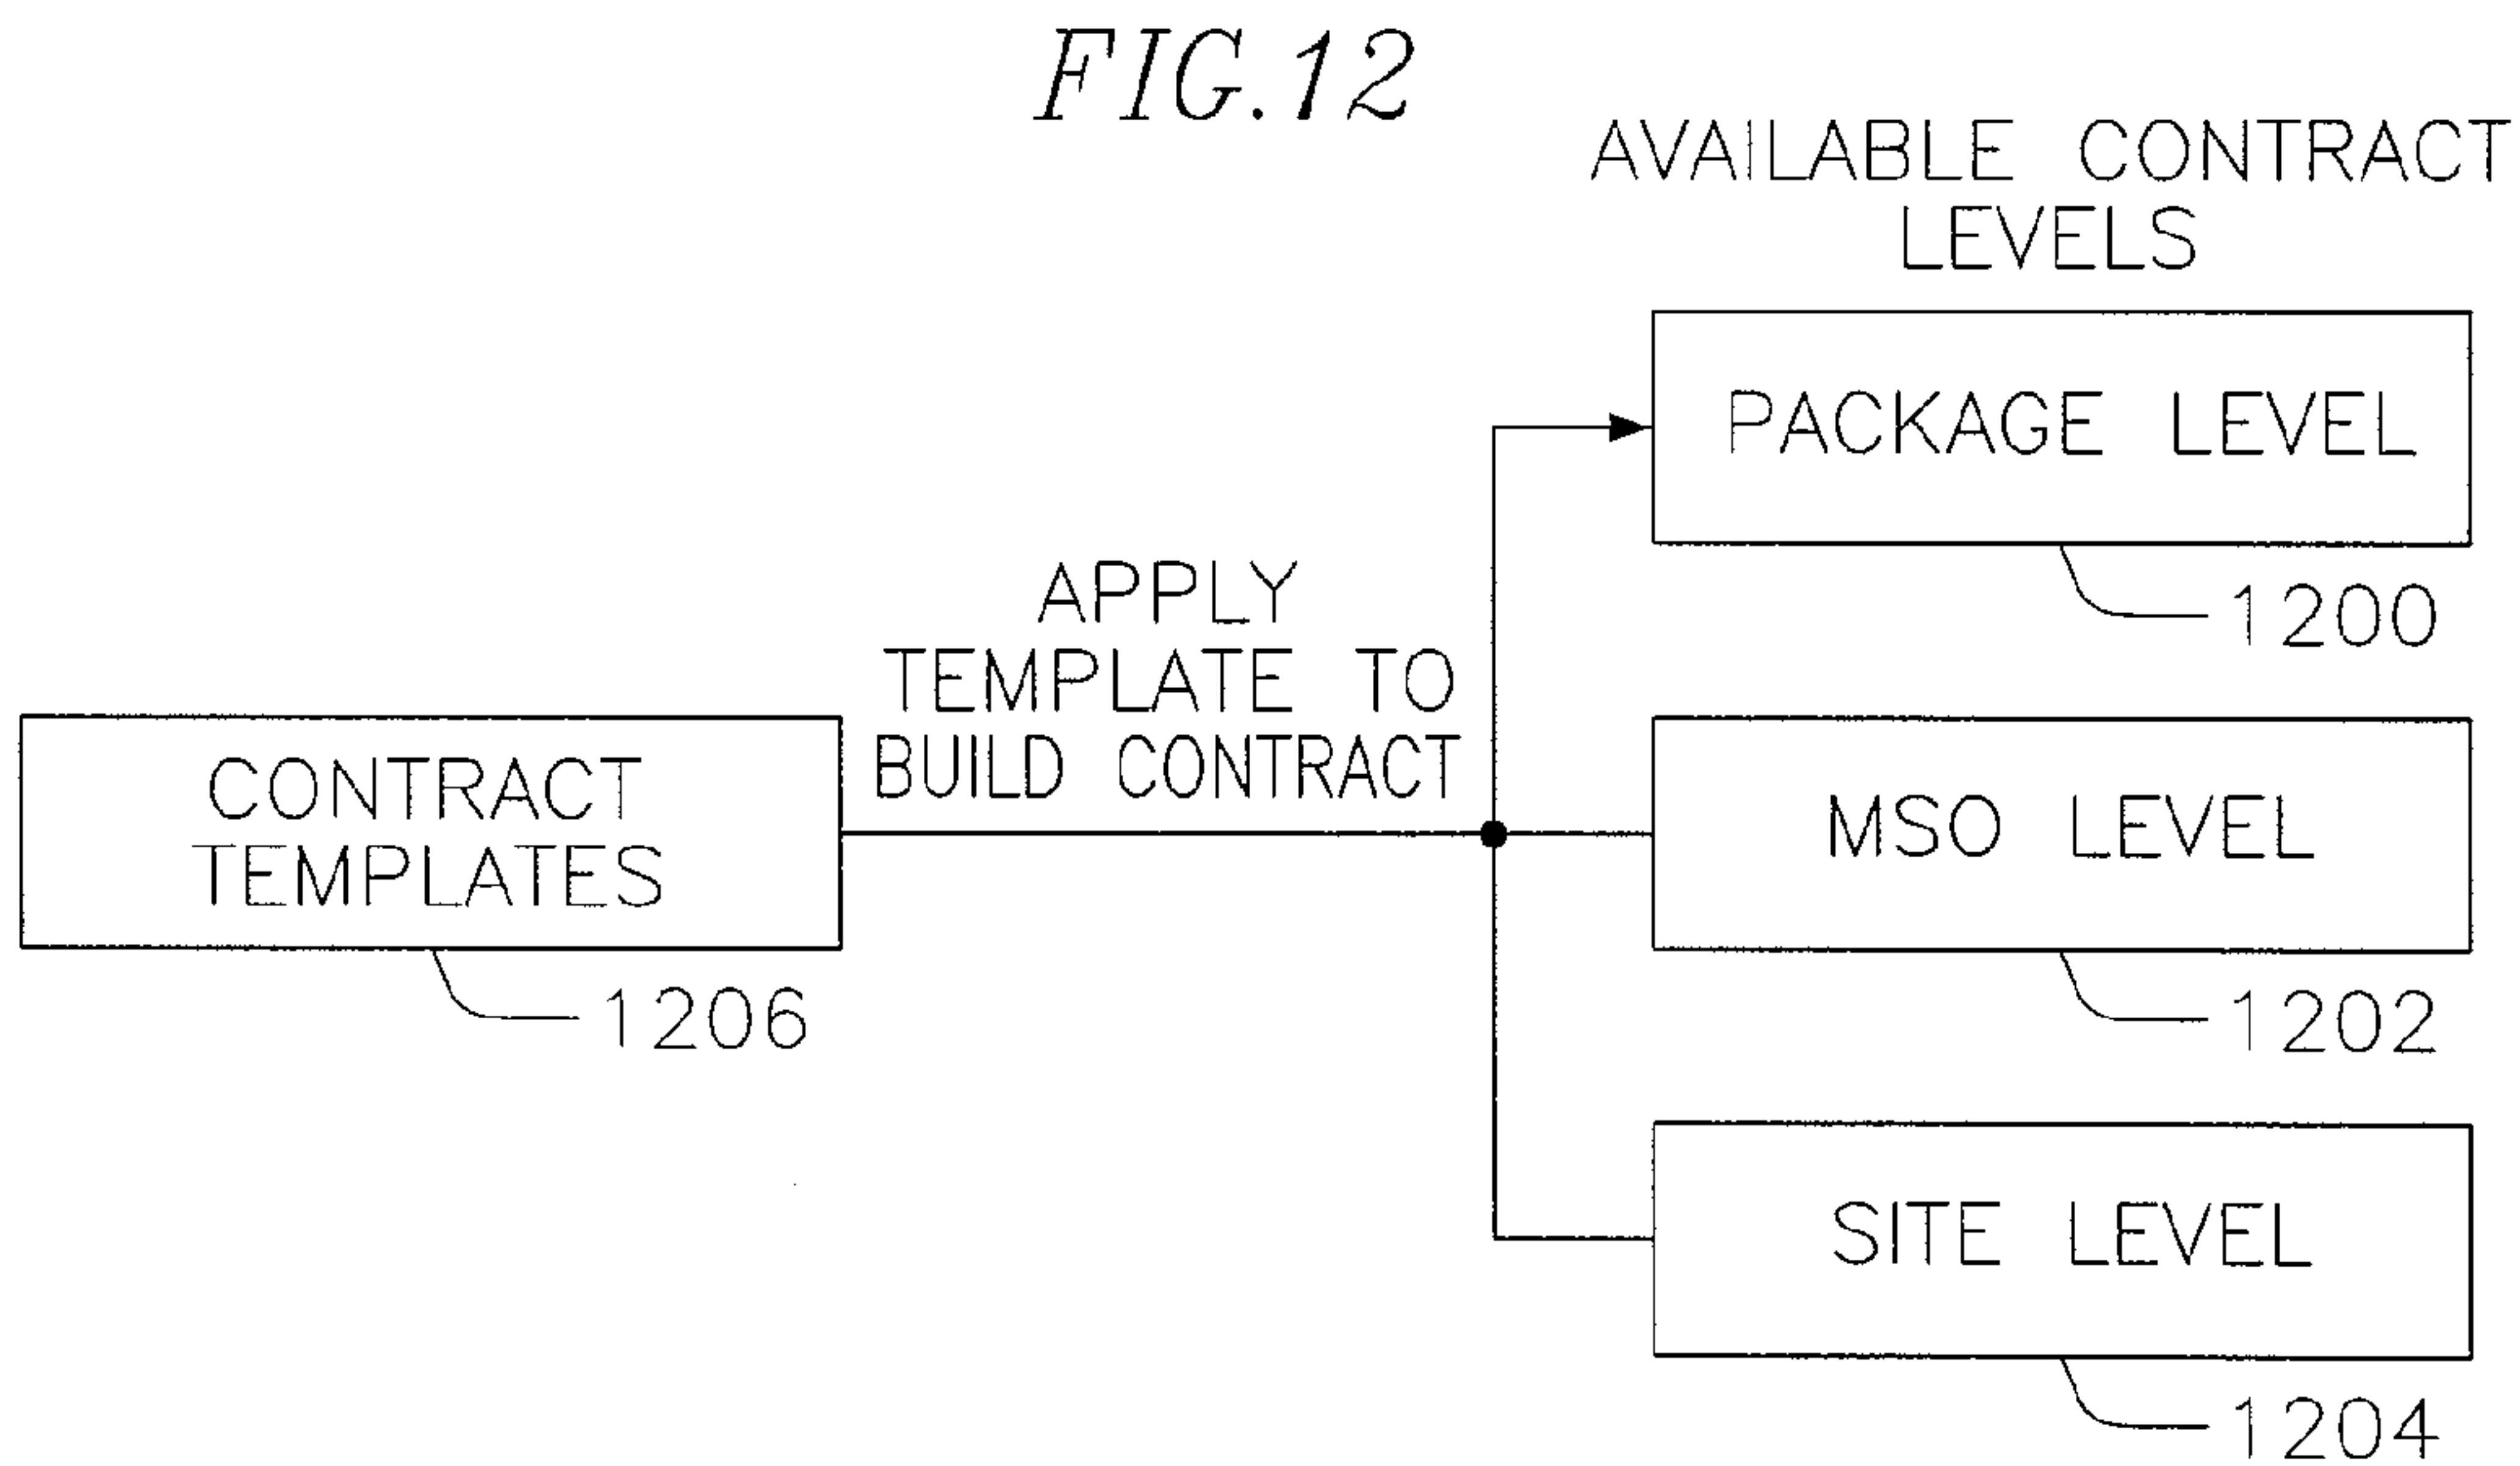 FIG.12
AVAILABLE CONTRACT
LEVELS
PACKAGE LEVEL
1200
APPLY
TEMPLATE TO
BUILD CONTRACT
CONTRACT
TEMPLATES
1206
MSO LEVEL
1202
SITE LEVEL
1204